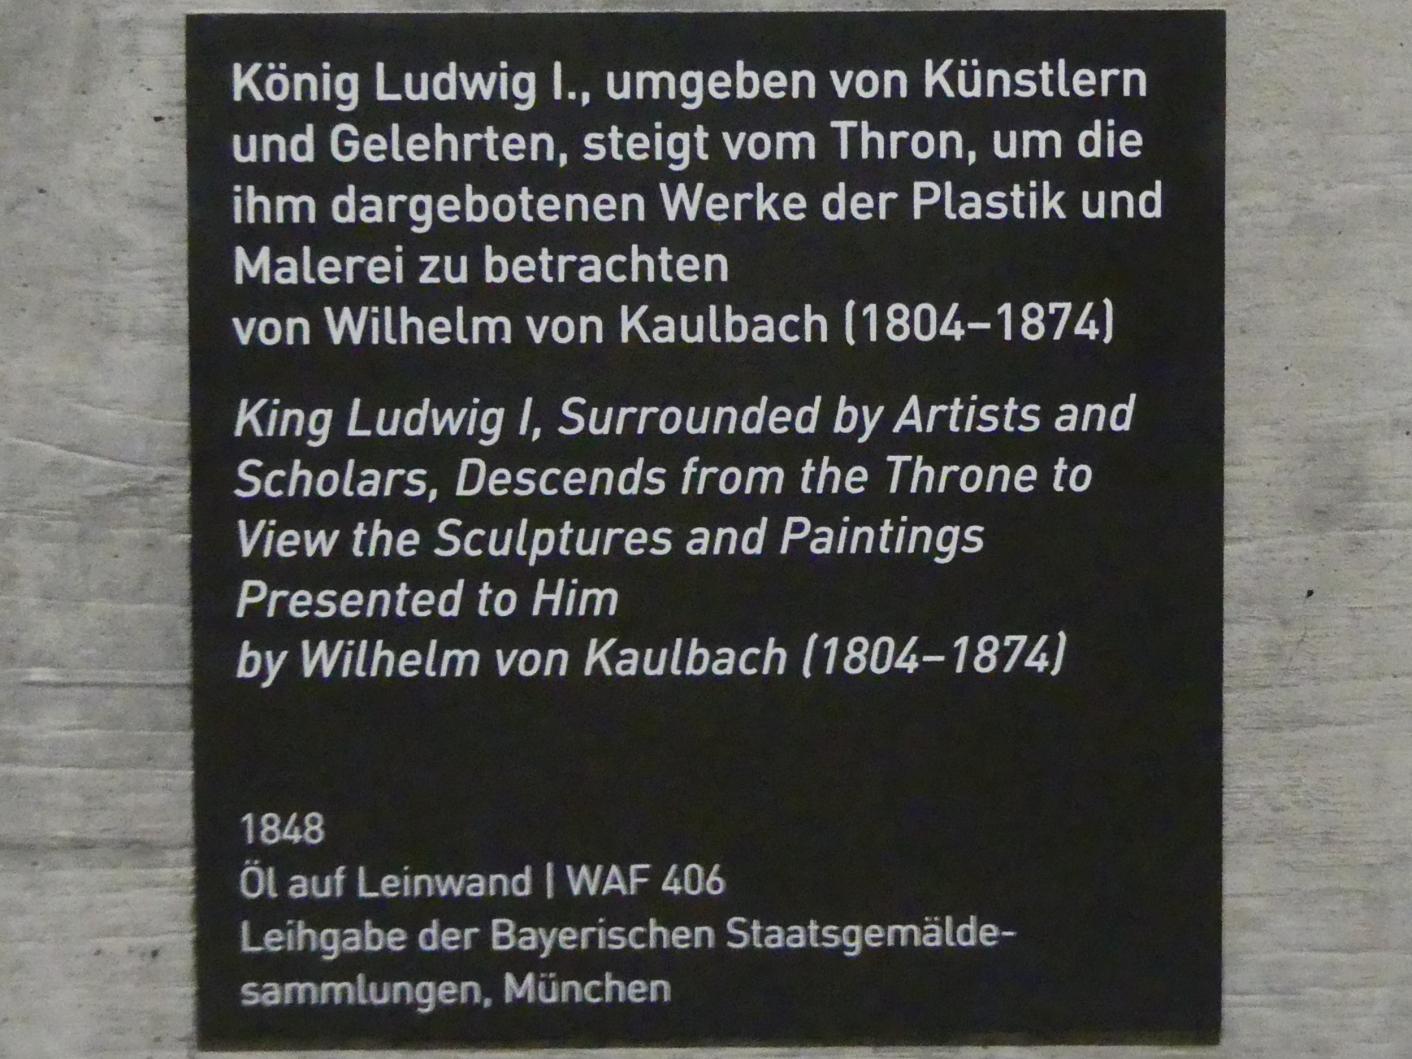 König Ludwig I., umgeben von Künstlern
und Gelehrten, steigt vom Thron, um die
ihm dargebotenen Werke der Plastik und
Malerei zu betrachten
von Wilhelm von Kaulbach (1804–1874)
King Ludwig I, Surrounded by Artists and
Scholars, Descends from the Throne to
View the Sculptures and Paintings
Presented to Him
by Wilhelm von Kaulbach (1804–1874)
1848
Öl auf Leinwand | WAF 406
Leihgabe der Bayerischen Staatsgemälde-
sammlungen, München